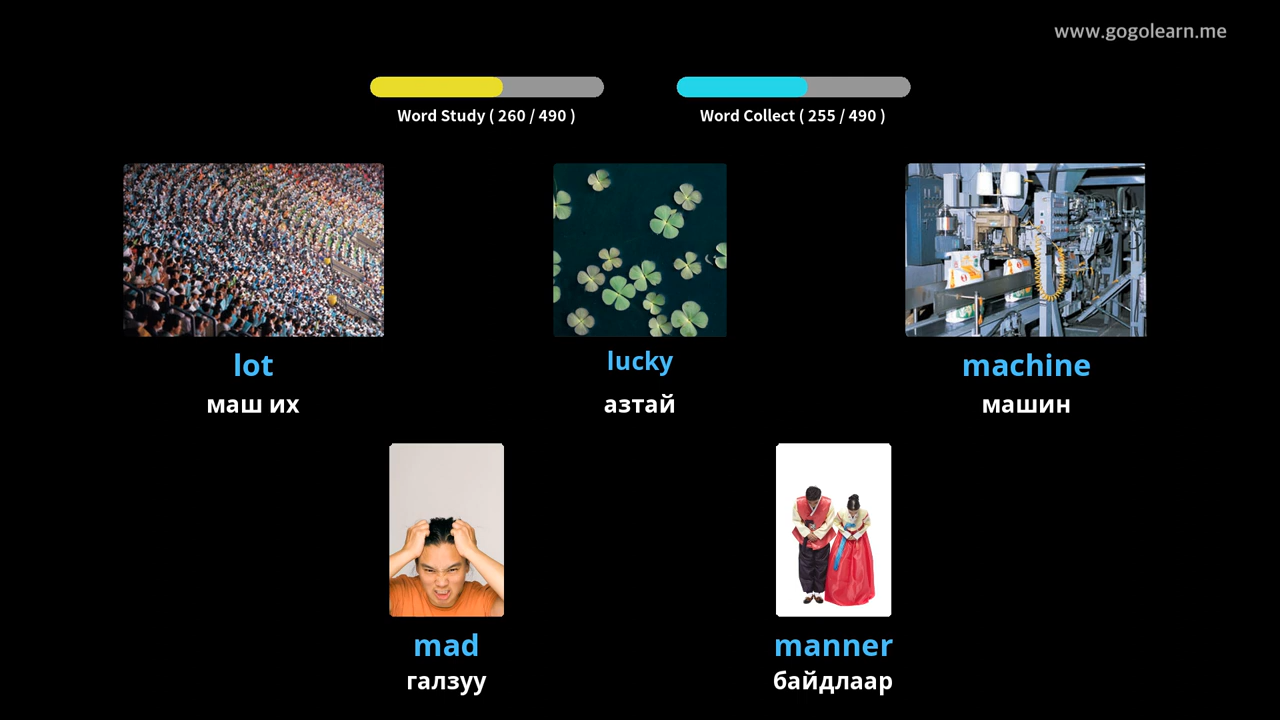 www.gogolearn.me
Word Study ( 260 / 490 )
Word Collect ( 255 / 490 )
lot
маш их
lucky
азтай
machine
машин
mad
галзуу
manner
байдлаар